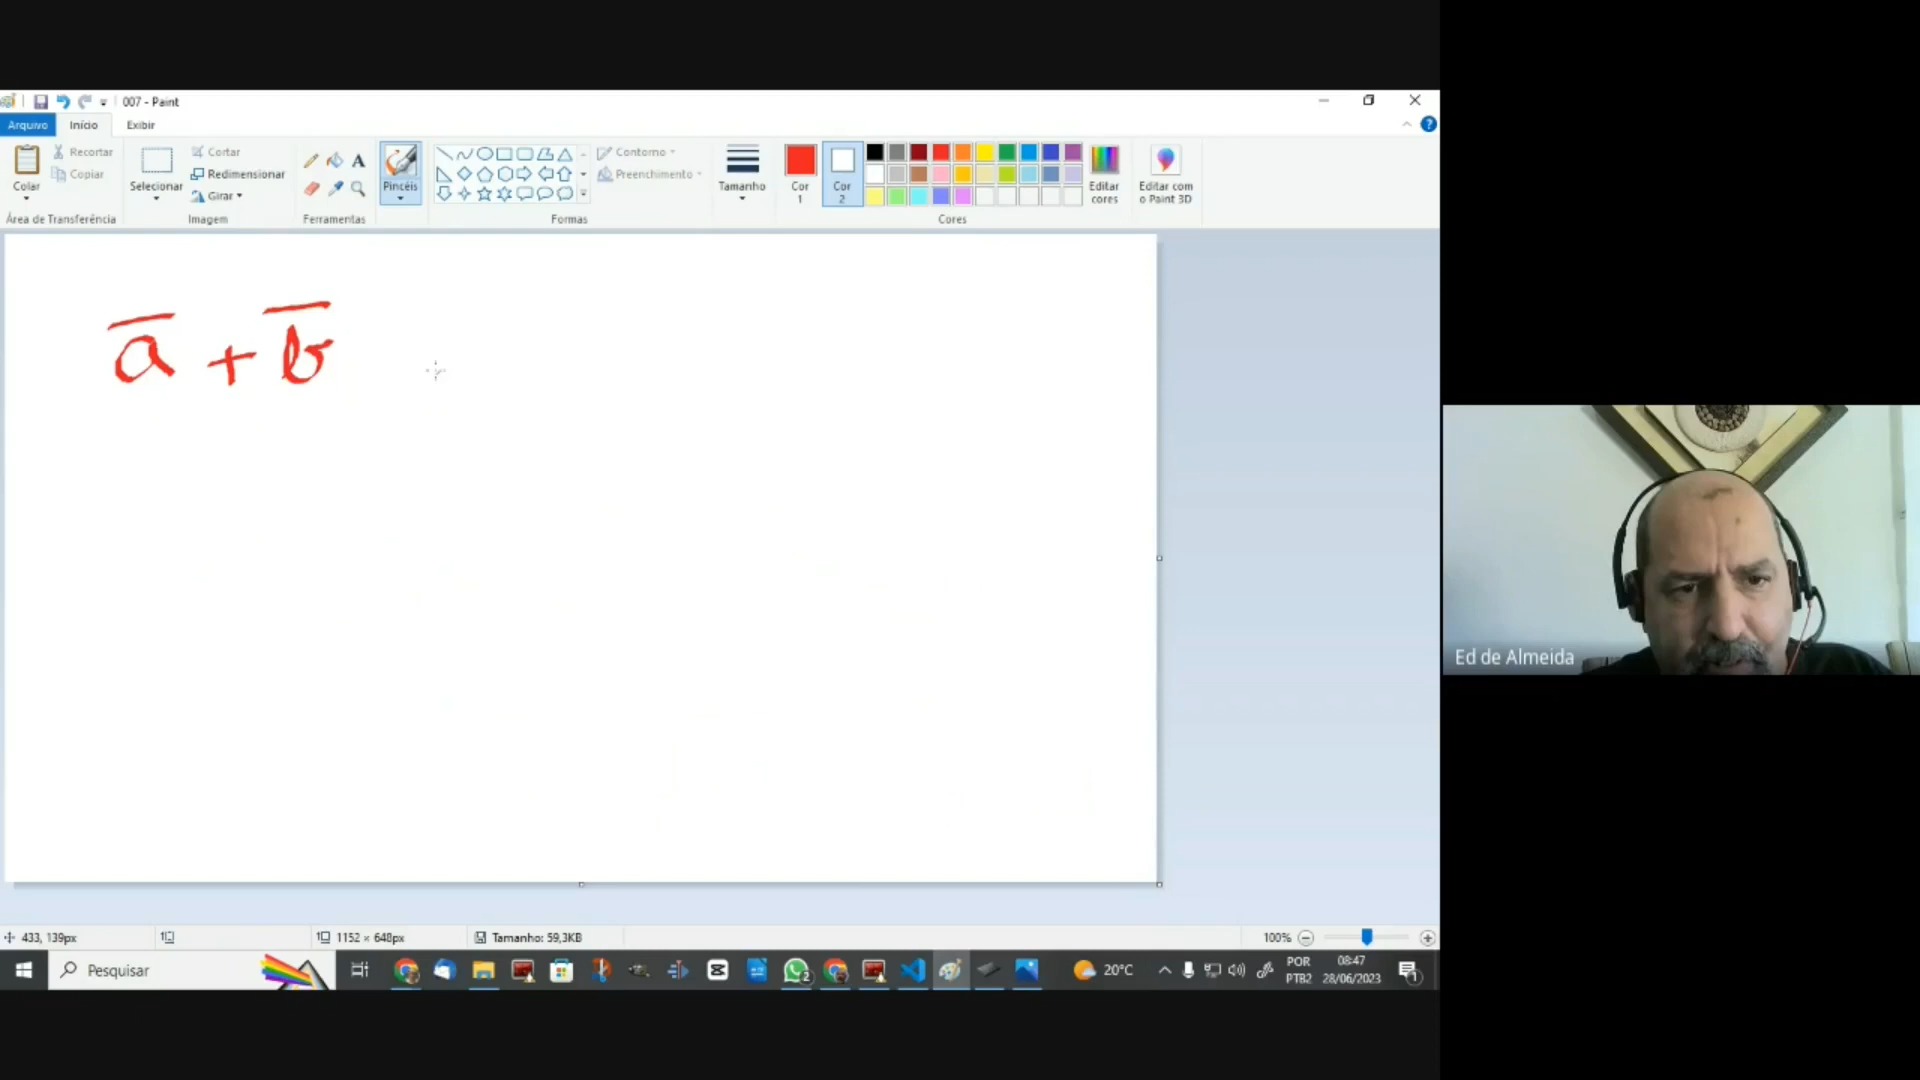 007 - Paint
Arquivo Início Exibir
Colar
Recortar
Copiar
Área de Transferência
Selecionar
Cortar
Redimensionar
Girar
Imagem
A
Ferramentas
Pincéis
Contorno
Preenchimento
Formas
Tamanho
Cor 1
Cor 2
Editar cores
Cores
Editar com o Paint 3D
a̅ + b̅
Ed de Almeida
433, 139px
1152 × 648px
Tamanho: 59,3KB
100%
Pesquisar
2
20°C
POR
PTB2
08:47
28/06/2023
1